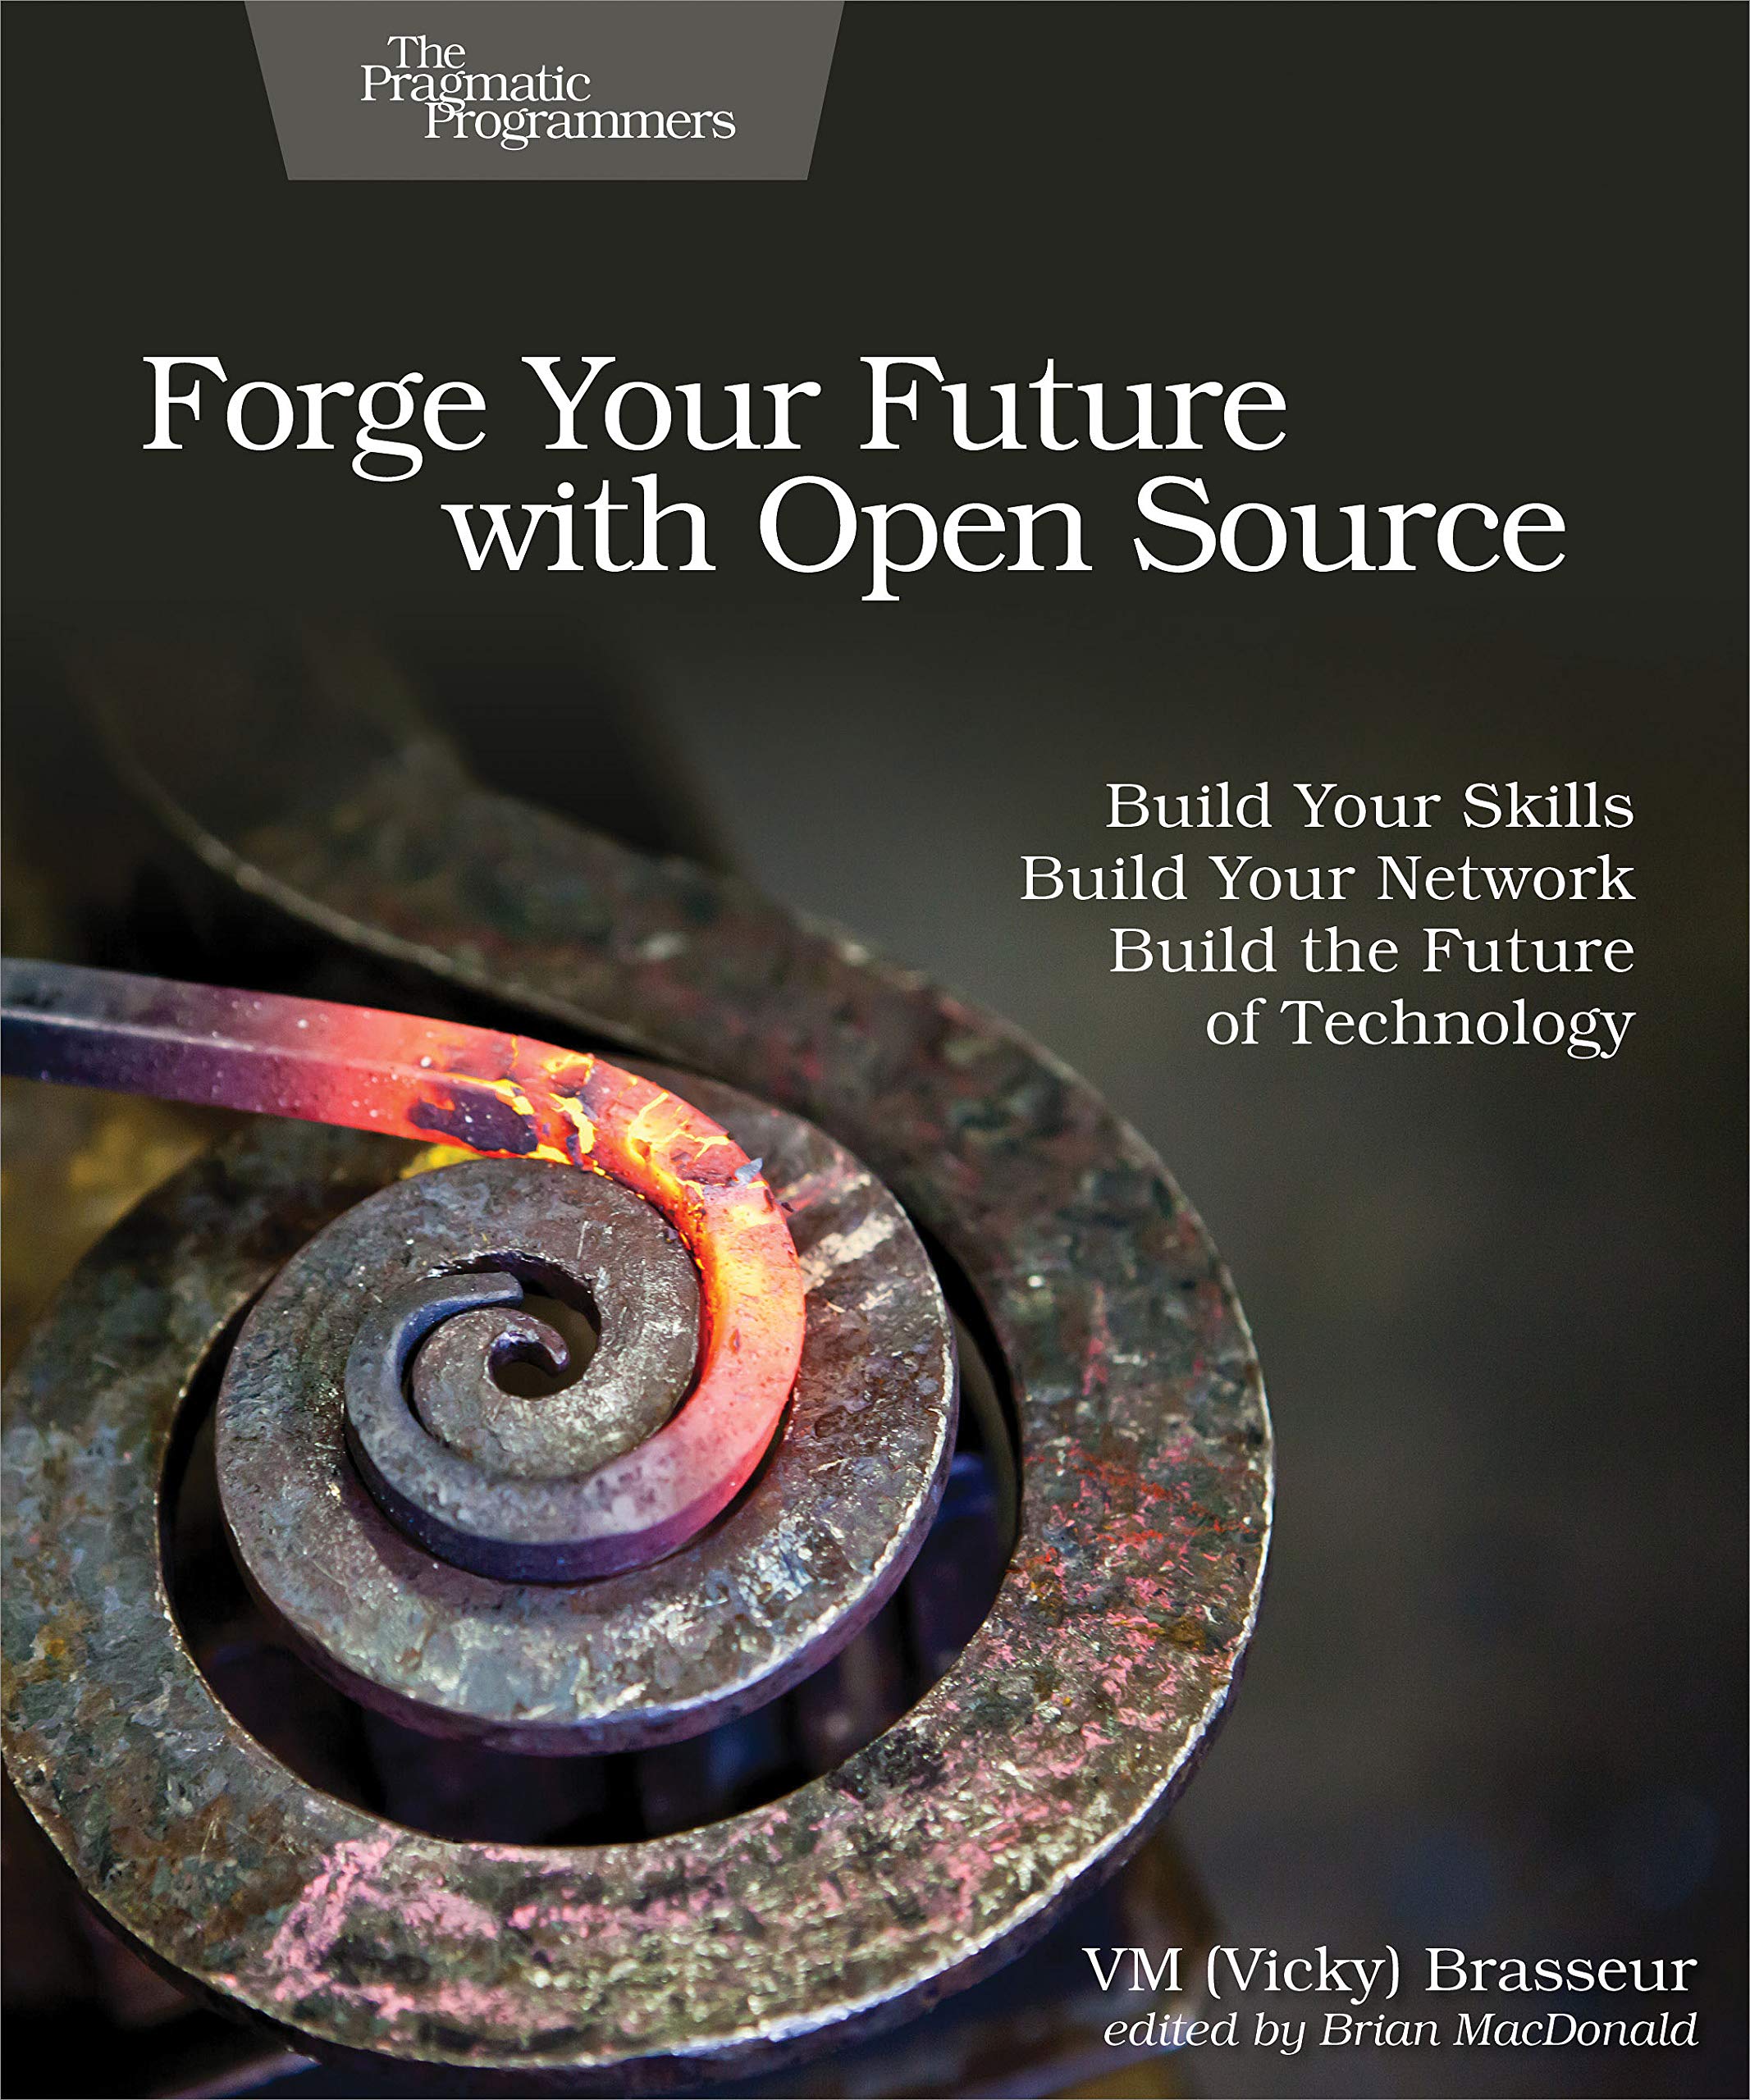 The
Pragmatic
Programmers
Forge Your Future
with Open Source
Build Your Skills
Build Your Network
Build the Future
of Technology
VM (Vicky) Brasseur
edited by Brian MacDonald